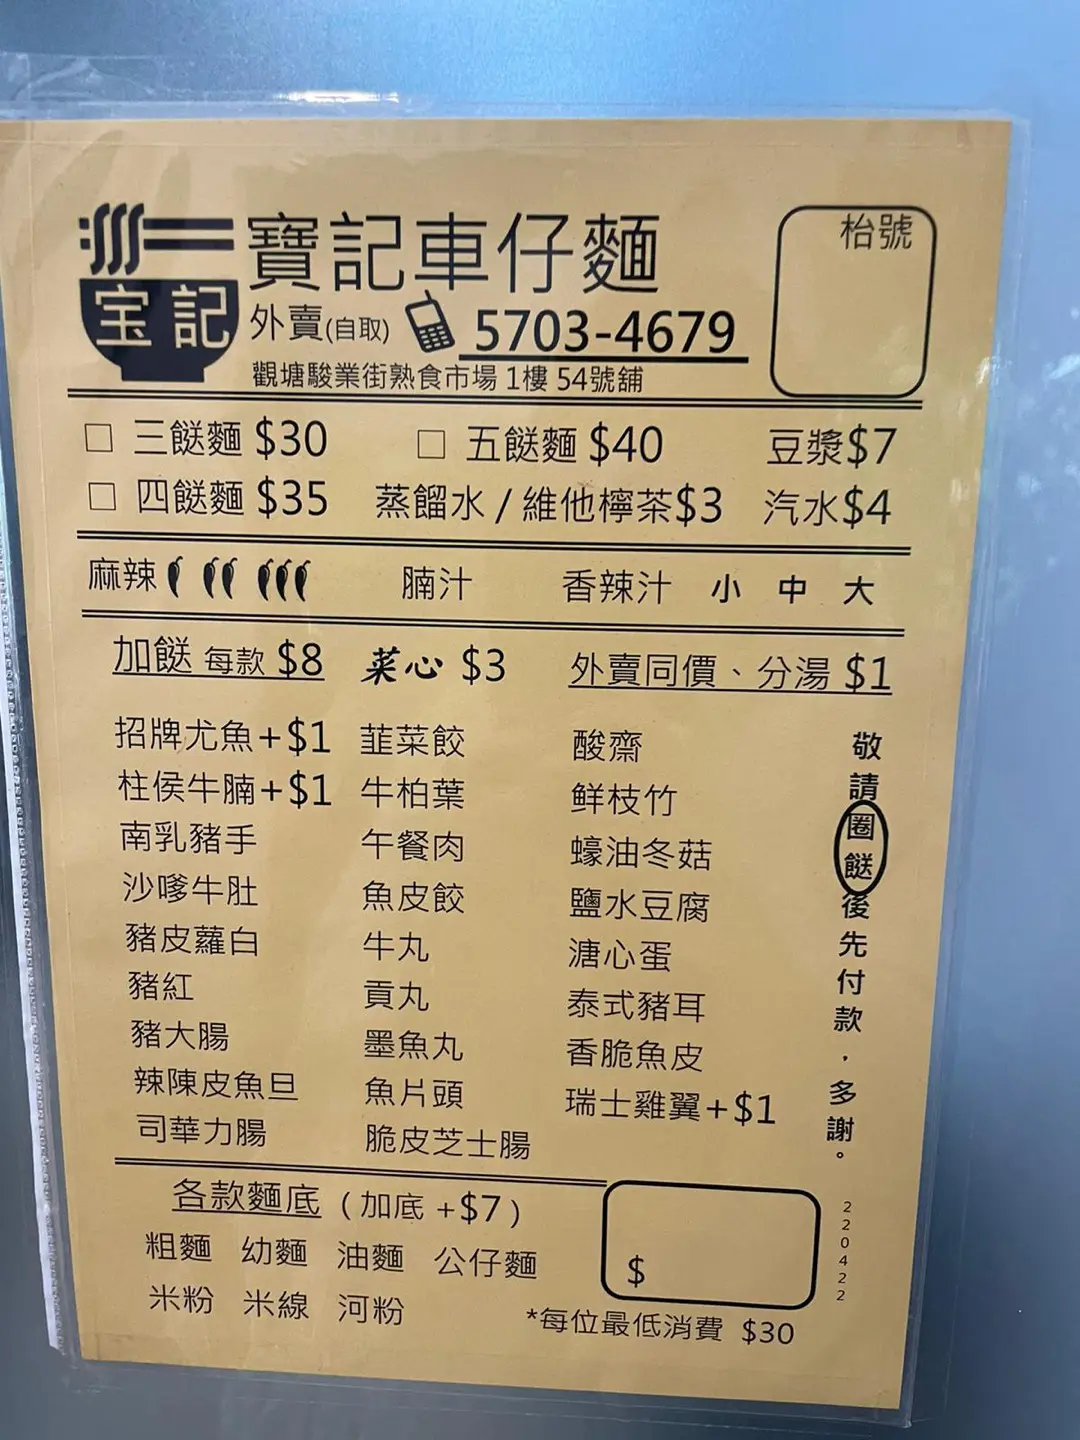 宝記
寶記車仔麵
枱號
外賣(自取) 5703-4679
觀塘駿業街熟食市場 1樓 54號舖
□ 三餸麵 $30 □ 五餸麵 $40 豆漿$7
□ 四餸麵 $35 蒸餾水 / 維他檸茶$3 汽水$4
麻辣 腩汁 香辣汁 小 中 大
加餸 每款 $8 菜心 $3 外賣同價、分湯 $1
招牌尤魚+$1 韮菜餃 酸齋
柱侯牛腩+$1 牛柏葉 鮮枝竹
南乳豬手 午餐肉 蠔油冬菇
沙嗲牛肚 魚皮餃 鹽水豆腐
豬皮蘿白 牛丸 溏心蛋
豬紅 貢丸 泰式豬耳
豬大腸 墨魚丸 香脆魚皮
辣陳皮魚旦 魚片頭 瑞士雞翼+$1
司華力腸 脆皮芝士腸
敬請圈餸後先付款，多謝。
各款麵底 (加底 +$7)
粗麵 幼麵 油麵 公仔麵
米粉 米線 河粉
$
220422
*每位最低消費 $30